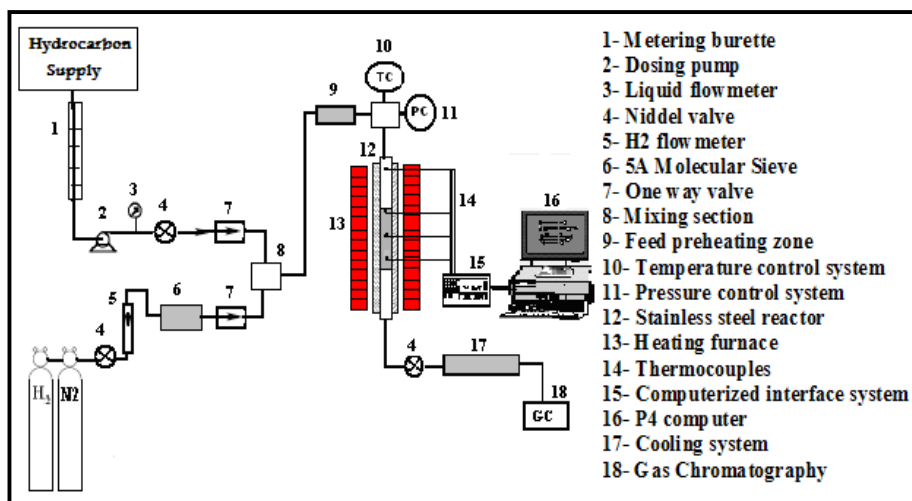 Hydrocarbon
Supply
1
2
3
4
7
8
5
6
7
4
H2
N2
9
10
TC
PC
11
12
13
14
15
16
4
17
18
GC
1- Metering burette
2- Dosing pump
3- Liquid flowmeter
4- Niddel valve
5- H2 flowmeter
6- 5A Molecular Sieve
7- One way valve
8- Mixing section
9- Feed preheating zone
10- Temperature control system
11- Pressure control system
12- Stainless steel reactor
13- Heating furnace
14- Thermocouples
15- Computerized interface system
16- P4 computer
17- Cooling system
18- Gas Chromatography